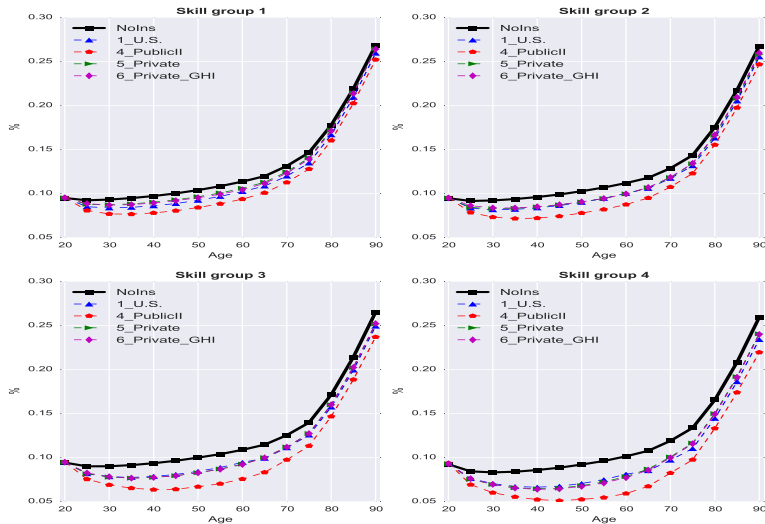 Skill group 1
0.30
0.25
0.20
0.15
0.10
0.05
%
NoIns
1_U.S.
4_PublicII
5_Private
6_Private_GHI
20 30 40 50 60 70 80 90
Age
Skill group 2
0.30
0.25
0.20
0.15
0.10
0.05
%
NoIns
1_U.S.
4_PublicII
5_Private
6_Private_GHI
20 30 40 50 60 70 80 90
Age
Skill group 3
0.30
0.25
0.20
0.15
0.10
0.05
%
NoIns
1_U.S.
4_PublicII
5_Private
6_Private_GHI
20 30 40 50 60 70 80 90
Age
Skill group 4
0.30
0.25
0.20
0.15
0.10
0.05
%
NoIns
1_U.S.
4_PublicII
5_Private
6_Private_GHI
20 30 40 50 60 70 80 90
Age